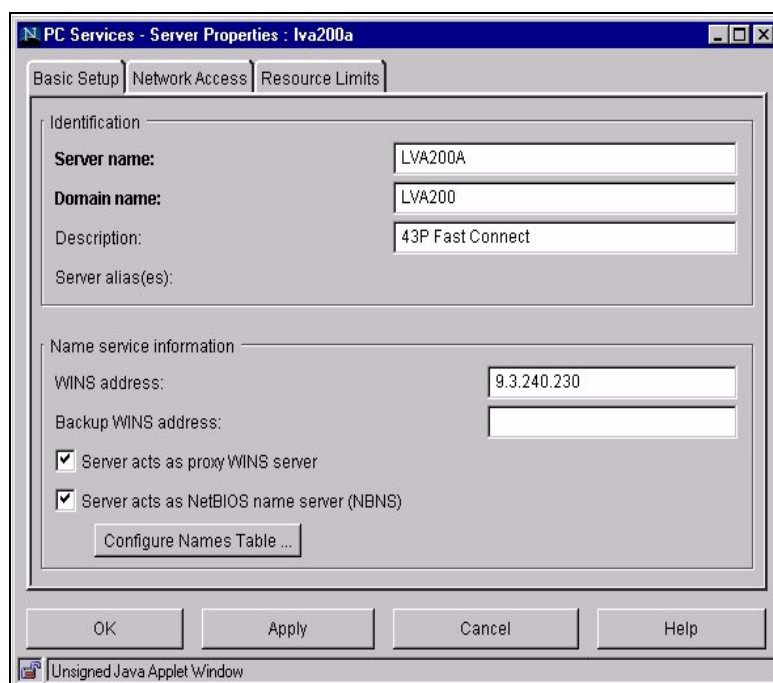 PC Services - Server Properties : lva200a
Basic Setup Network Access Resource Limits
Identification
Server name: LVA200A
Domain name: LVA200
Description: 43P Fast Connect
Server alias(es):
Name service information
WINS address: 9.3.240.230
Backup WINS address:
Server acts as proxy WINS server
Server acts as NetBIOS name server (NBNS)
Configure Names Table ...
OK Apply Cancel Help
Unsigned Java Applet Window